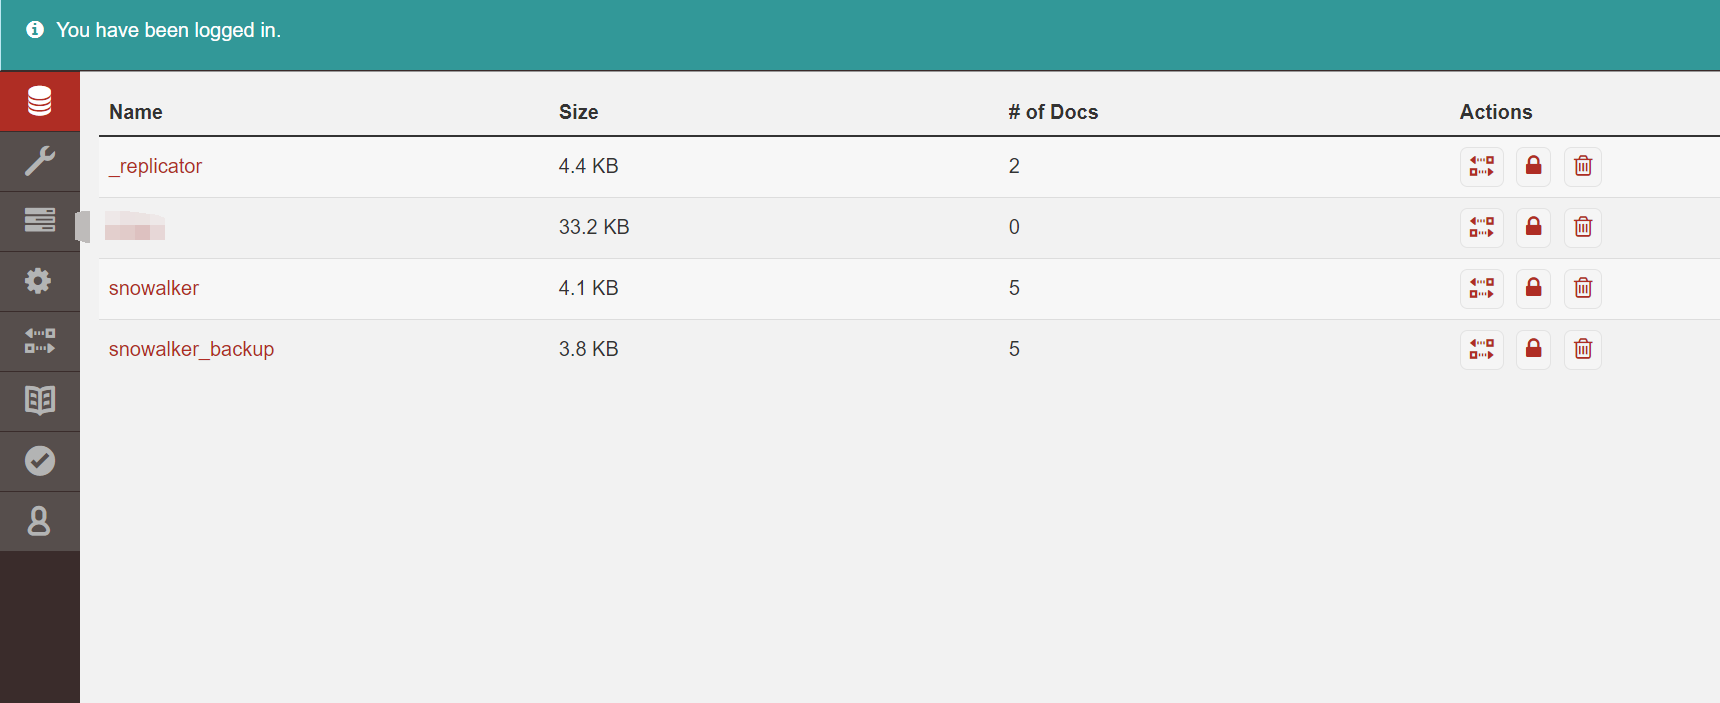 You have been logged in.
Name Size # of Docs Actions
_replicator 4.4 KB 2
33.2 KB 0
snowalker 4.1 KB 5
snowalker_backup 3.8 KB 5